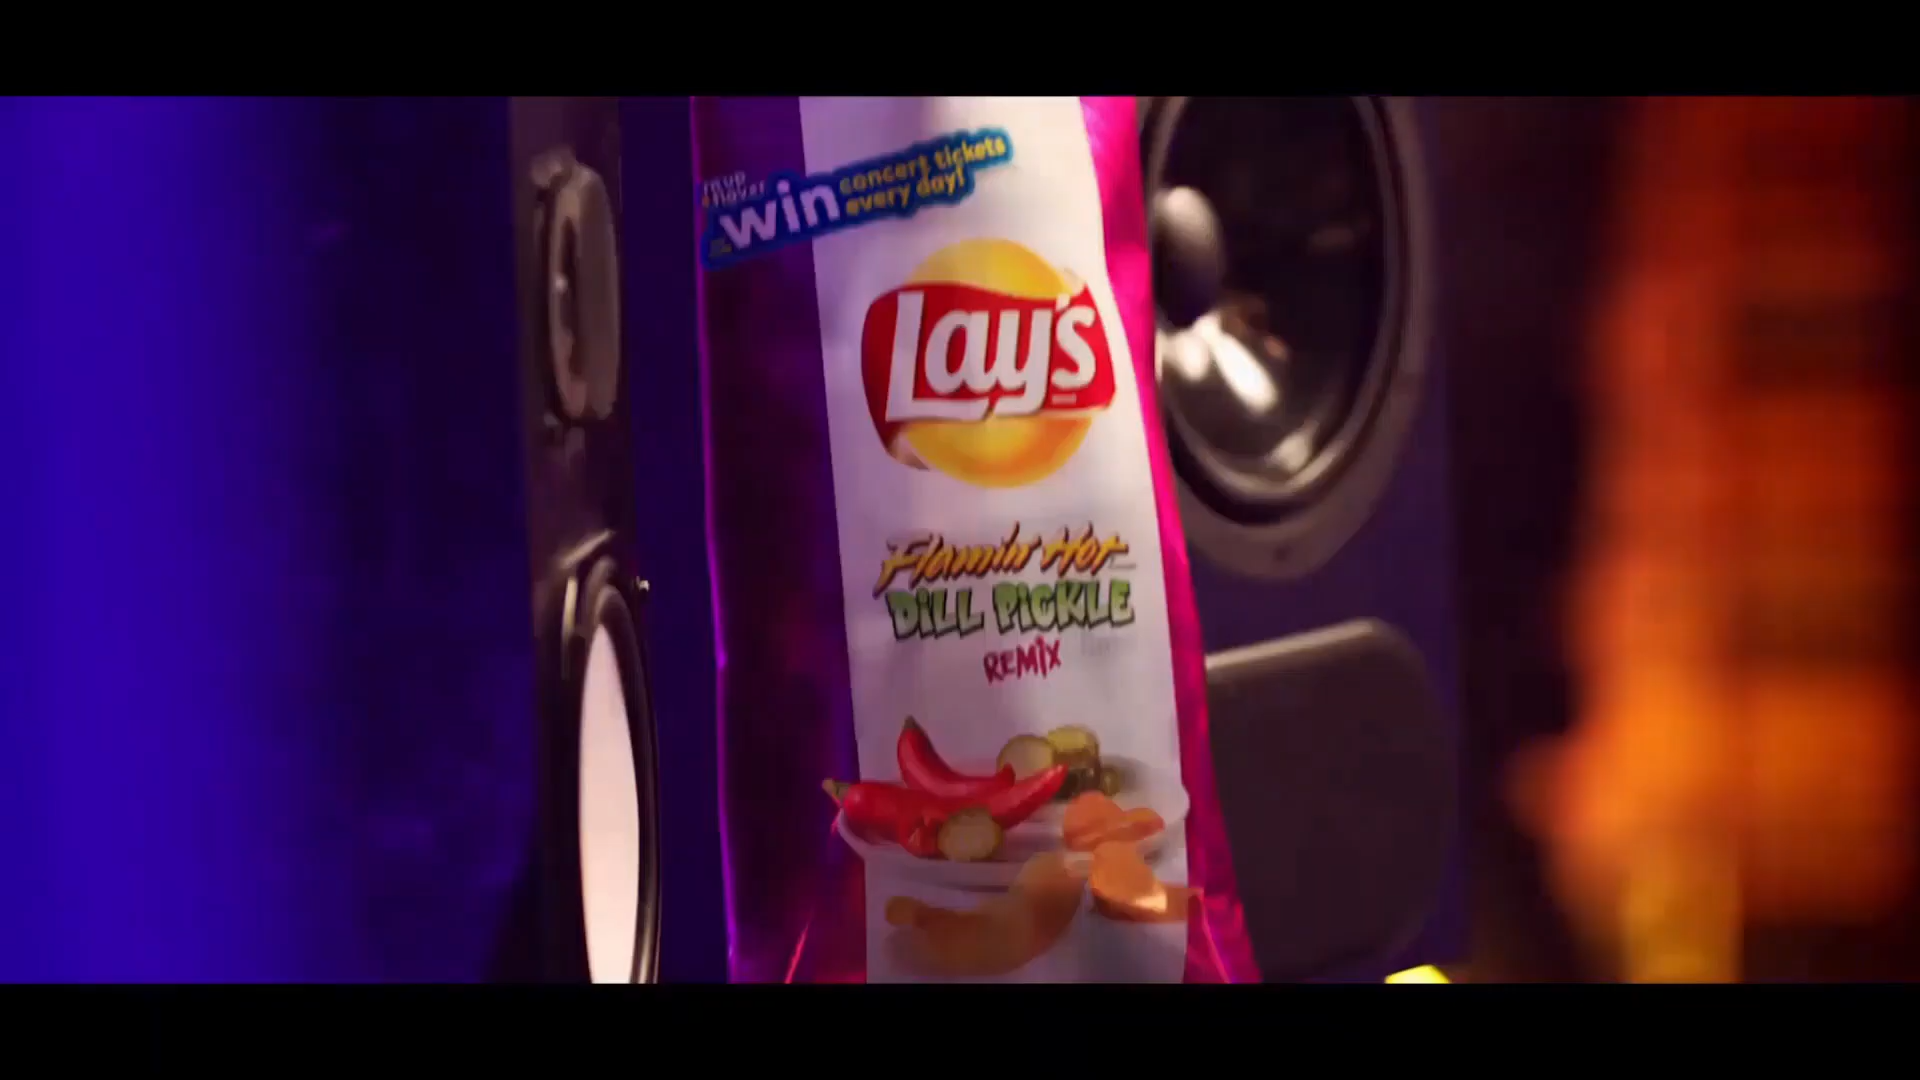 win
concert tickets
every day!
Lay's
Flamin' Hot
DILL PICKLE
REMIX